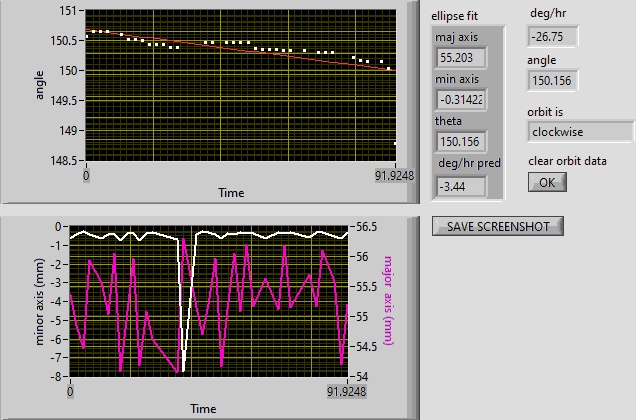 151
150.5
150
149.5
149
148.5
angle
0
91.9248
Time
ellipse fit
maj axis
55.203
min axis
-0.31422
theta
150.156
deg/hr pred
-3.44
deg/hr
-26.75
angle
150.156
orbit is
clockwise
clear orbit data
OK
SAVE SCREENSHOT
0
-1
-2
-3
-4
-5
-6
-7
-8
minor axis (mm)
56.5
56
55.5
55
54.5
54
major axis (mm)
0
91.9248
Time